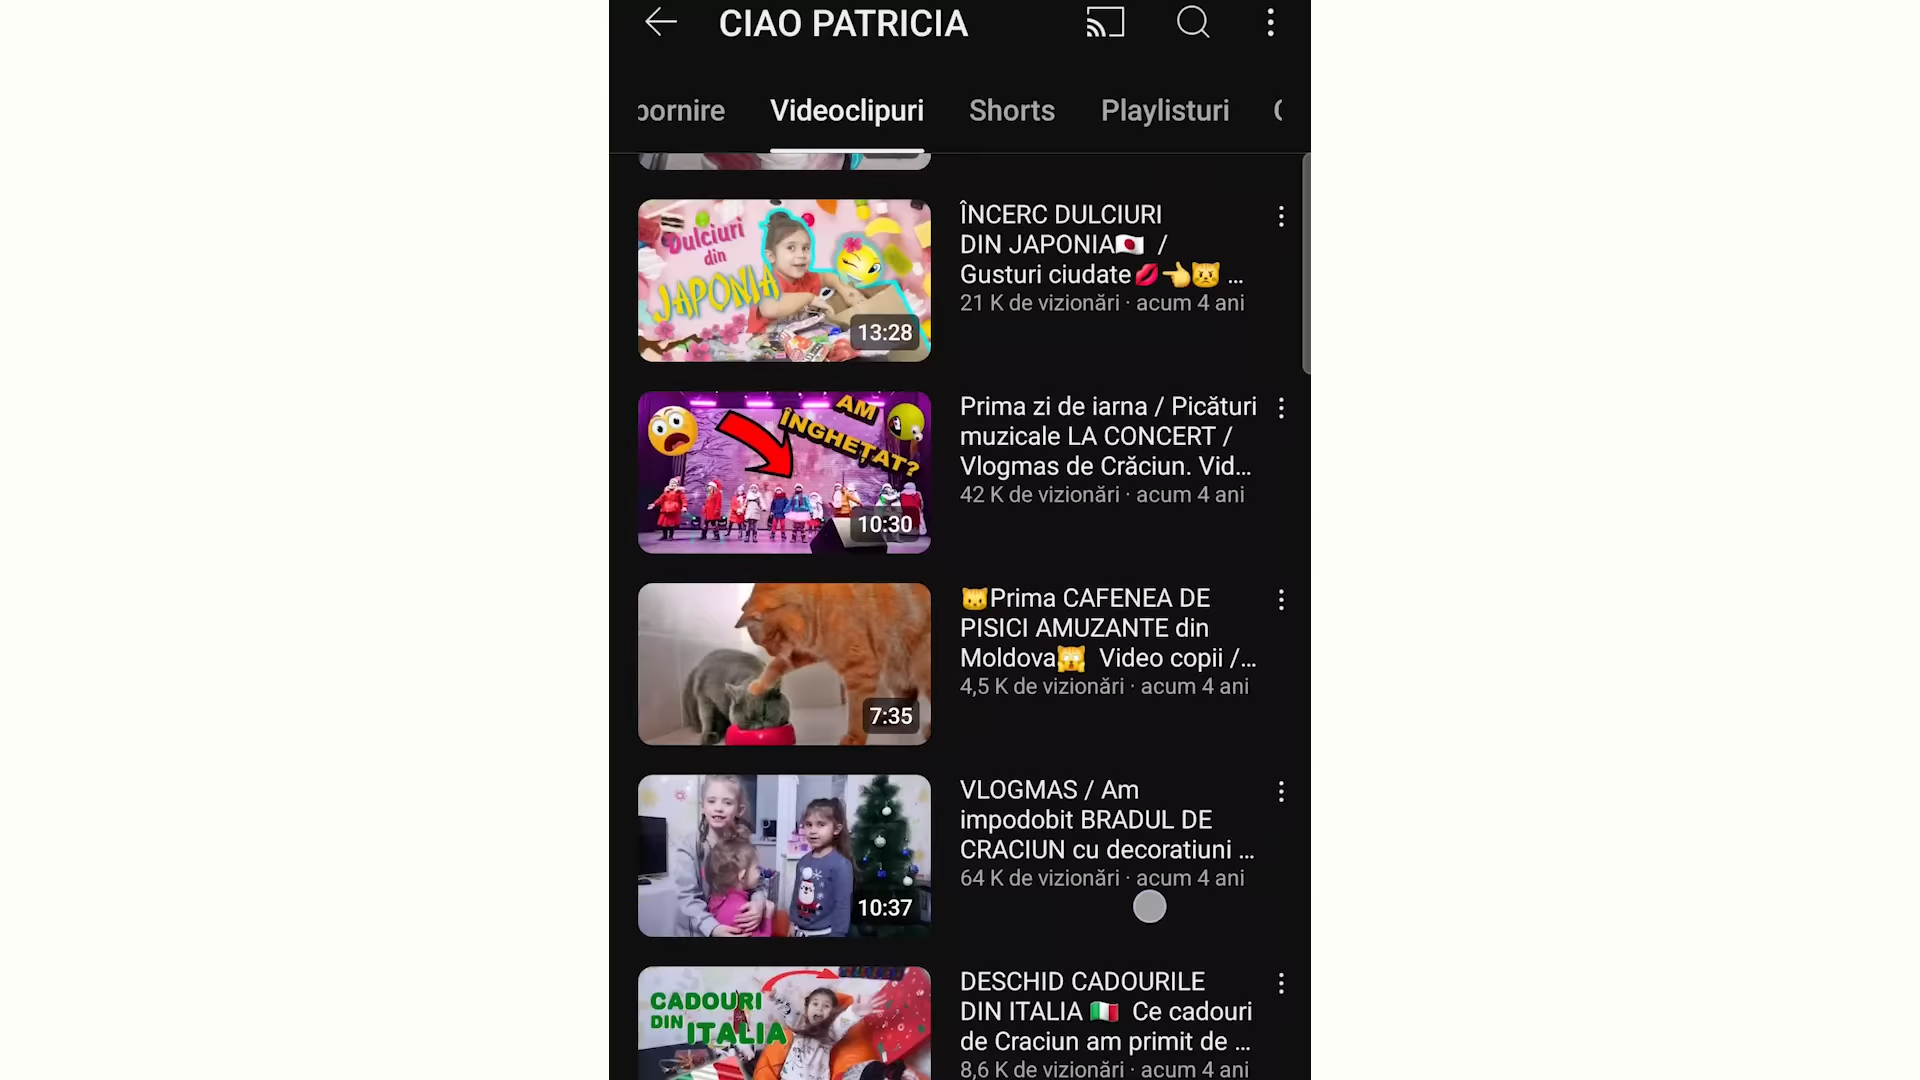 CIAO PATRICIA
pornire
Videoclipuri
Shorts
Playlisturi
Dulciuri
din
JAPONIA
13:28
ÎNCERC DULCIURI
DIN JAPONIA🇯🇵 /
Gusturi ciudate💋👈😾 ...
21 K de vizionări · acum 4 ani
AM
ÎNGHEȚAT?
10:30
Prima zi de iarna / Picături
muzicale LA CONCERT /
Vlogmas de Crăciun. Vid...
42 K de vizionări · acum 4 ani
7:35
🐱Prima CAFENEA DE
PISICI AMUZANTE din
Moldova🙀 Video copii /...
4,5 K de vizionări · acum 4 ani
10:37
VLOGMAS / Am
impodobit BRADUL DE
CRACIUN cu decoratiuni ...
64 K de vizionări · acum 4 ani
CADOURI
DIN
ITALIA
DESCHID CADOURILE
DIN ITALIA 🇮🇹 Ce cadouri
de Craciun am primit de ...
8,6 K de vizionări · acum 4 ani